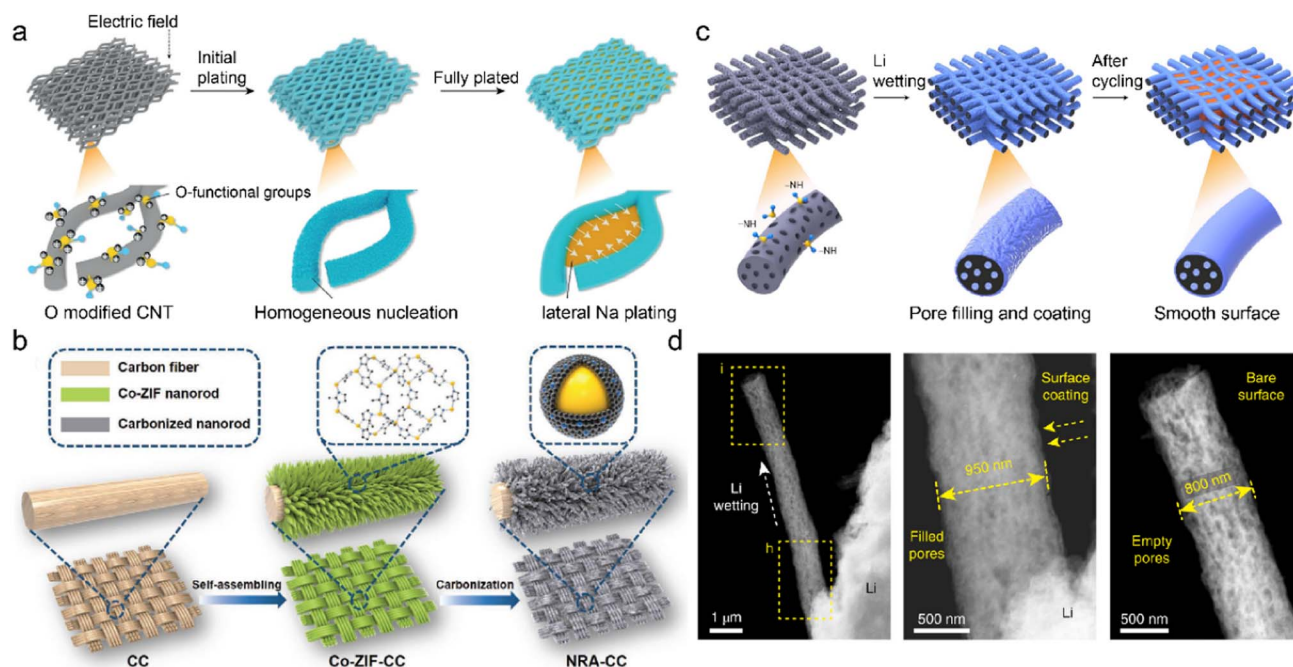 a
Electric field
Initial
plating
Fully plated
O-functional groups
O modified CNT
Homogeneous nucleation
lateral Na plating
b
Carbon fiber
Co-ZIF nanorod
Carbonized nanorod
Self-assembling
Carbonization
CC
Co-ZIF-CC
NRA-CC
c
Li
wetting
After
cycling
–NH
–NH
–NH
–NH
Pore filling and coating
Smooth surface
d
i
Li
wetting
h
Li
1 μm
Surface
coating
950 nm
Filled
pores
Li
500 nm
Bare
surface
800 nm
Empty
pores
500 nm